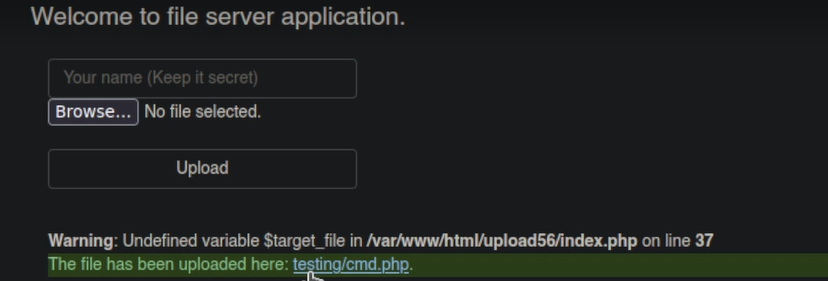 Welcome to file server application.
Your name (Keep it secret)
Browse... No file selected.
Upload
Warning: Undefined variable $target_file in /var/www/html/upload56/index.php on line 37
The file has been uploaded here: testing/cmd.php.